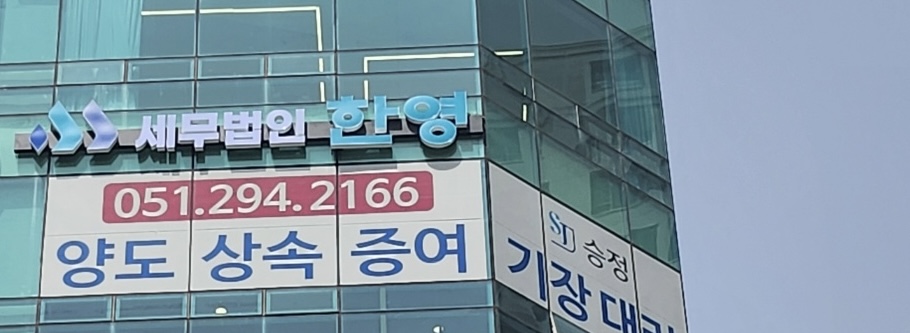 세무법인 한영
051.294.2166
양도 상속 증여
SD 승정
기장 대